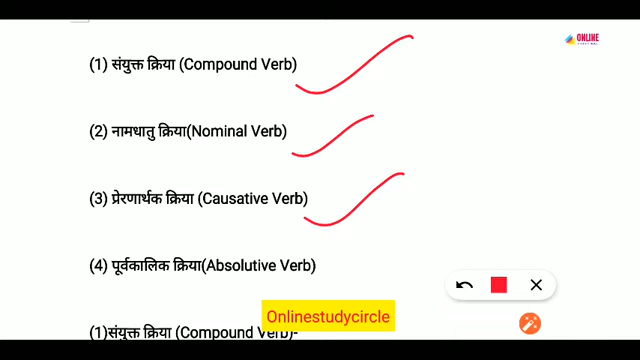 ONLINE
(1) संयुक्त क्रिया (Compound Verb)
(2) नामधातु क्रिया(Nominal Verb)
(3) प्रेरणार्थक क्रिया (Causative Verb)
(4) पूर्वकालिक क्रिया(Absolutive Verb)
Onlinestudycircle
(1)संयुक्त क्रिया (Compound Verb)-